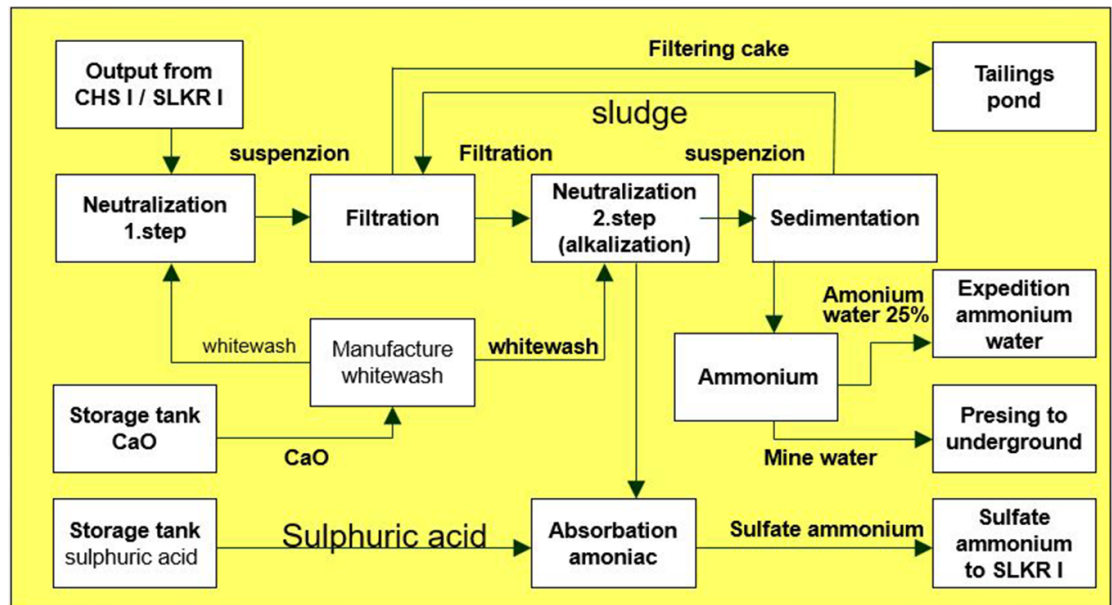 Output from
CHS I / SLKR I
Filtering cake
Tailings
pond
sludge
suspenzion
Filtration
suspenzion
Neutralization
1.step
Filtration
Neutralization
2.step
(alkalization)
Sedimentation
whitewash
Manufacture
whitewash
whitewash
Amonium
water 25%
Expedition
ammonium
water
Ammonium
Storage tank
CaO
CaO
Mine water
Presing to
underground
Storage tank
sulphuric acid
Sulphuric acid
Absorbation
amoniac
Sulfate ammonium
Sulfate
ammonium
to SLKR I